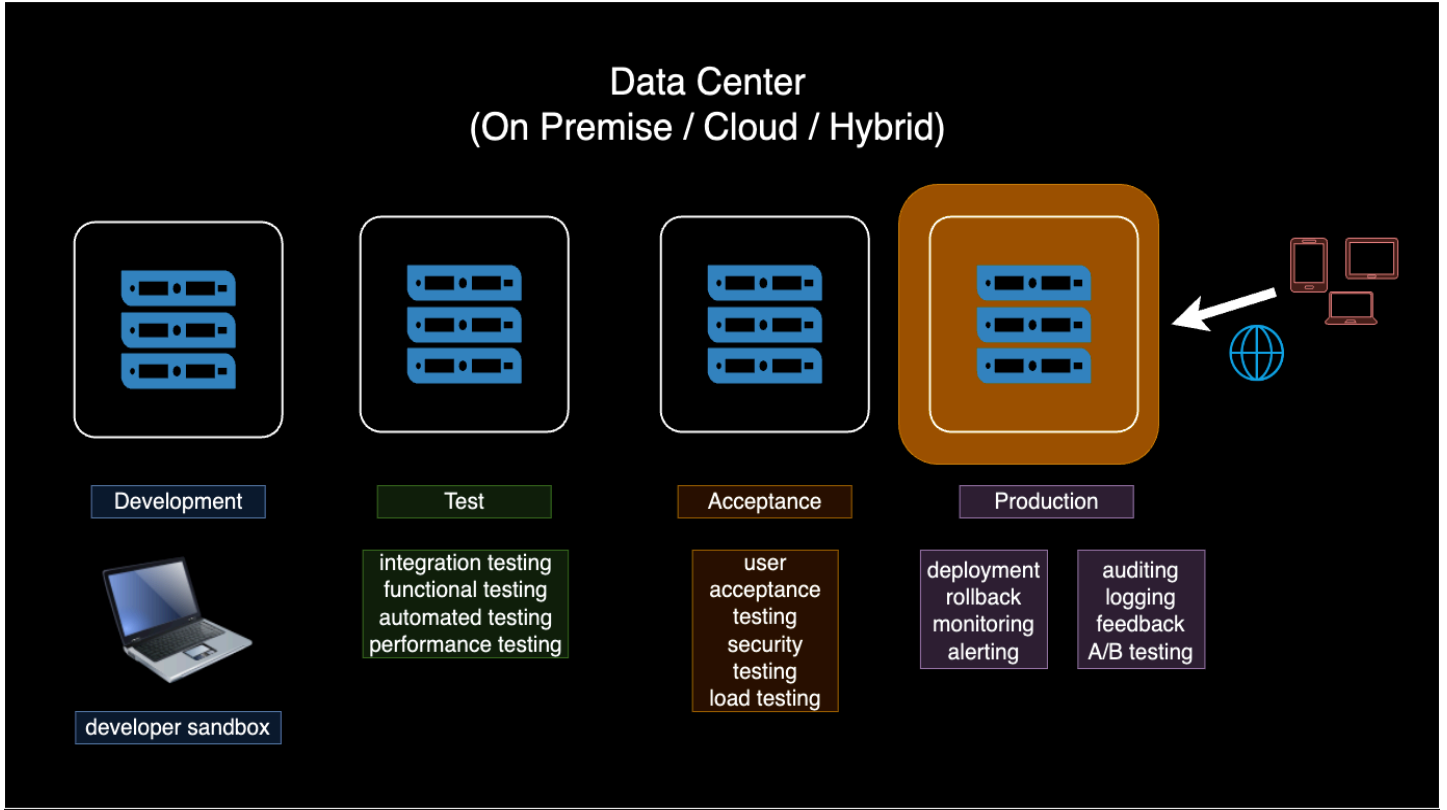 Data Center
(On Premise / Cloud / Hybrid)
Development
Test
Acceptance
Production
developer sandbox
integration testing
functional testing
automated testing
performance testing
user
acceptance
testing
security
testing
load testing
deployment
rollback
monitoring
alerting
auditing
logging
feedback
A/B testing